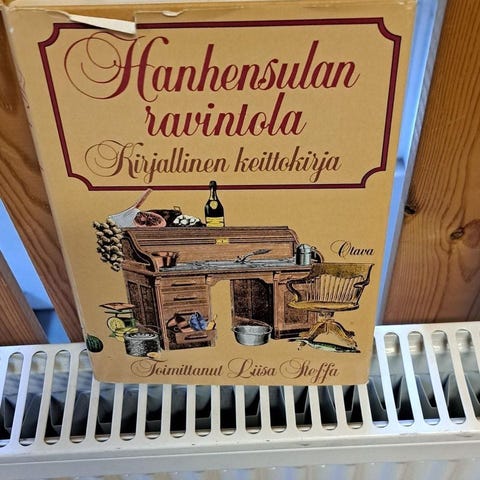 Hanhensulan
ravintola
Kirjallinen keittokirja
Otava
Toimittanut Liisa Steffa